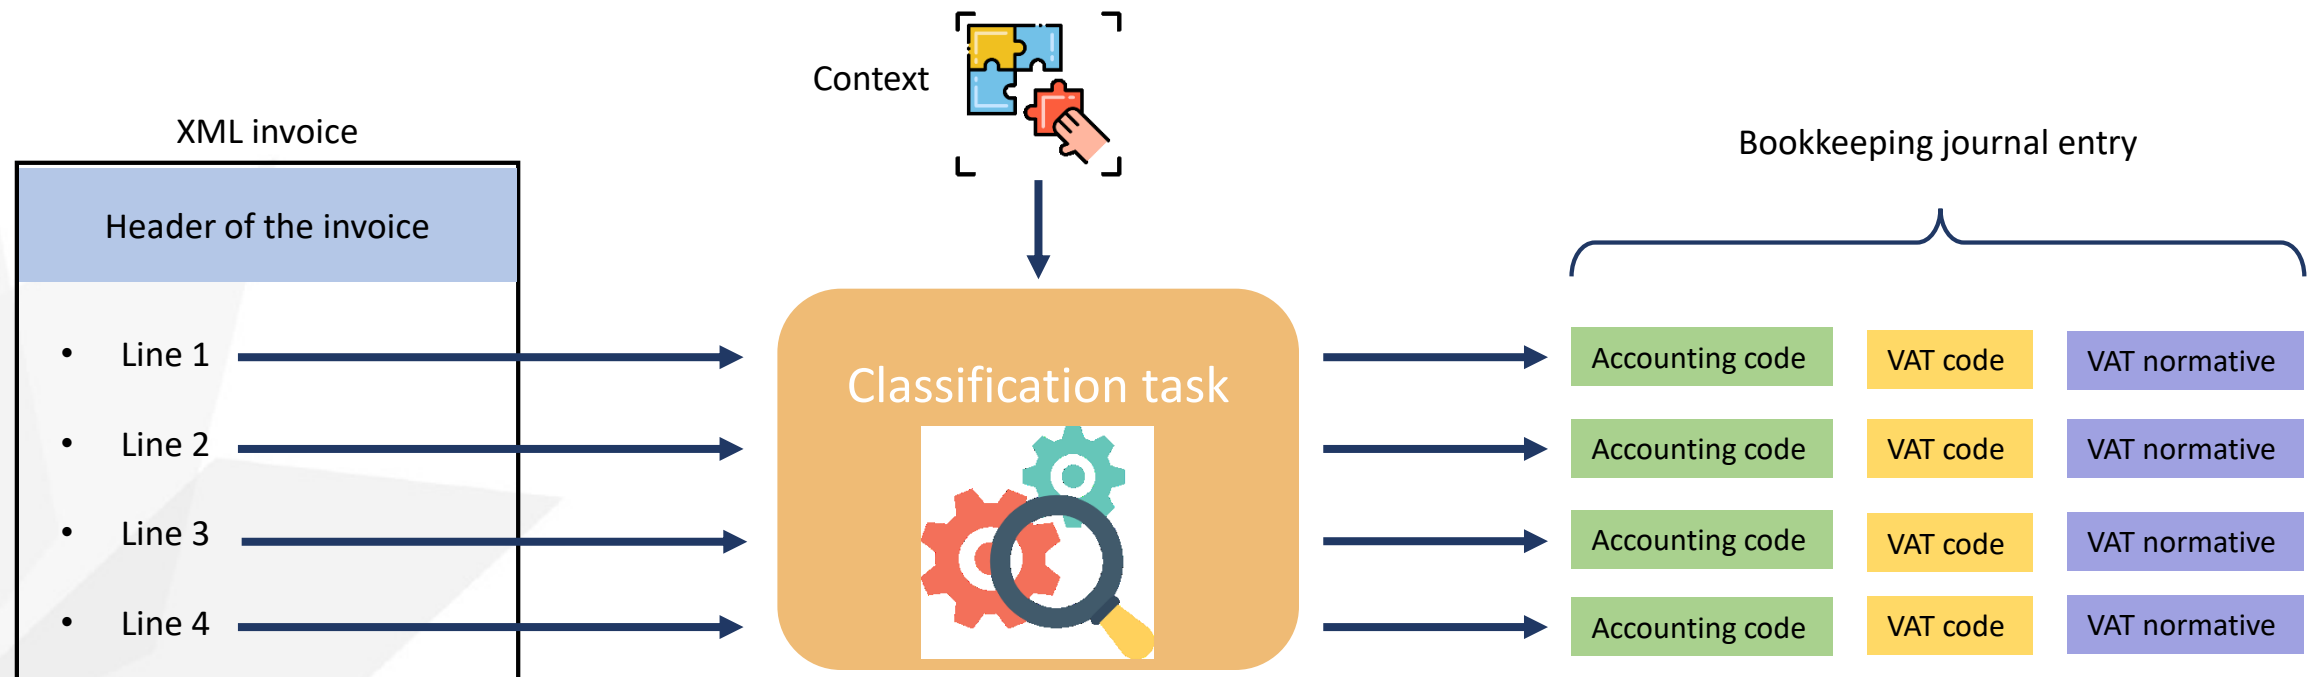 Context
XML invoice
Bookkeeping journal entry
Header of the invoice
• Line 1
Classification task
Accounting code VAT code VAT normative
• Line 2
Accounting code VAT code VAT normative
• Line 3
Accounting code VAT code VAT normative
• Line 4
Accounting code VAT code VAT normative